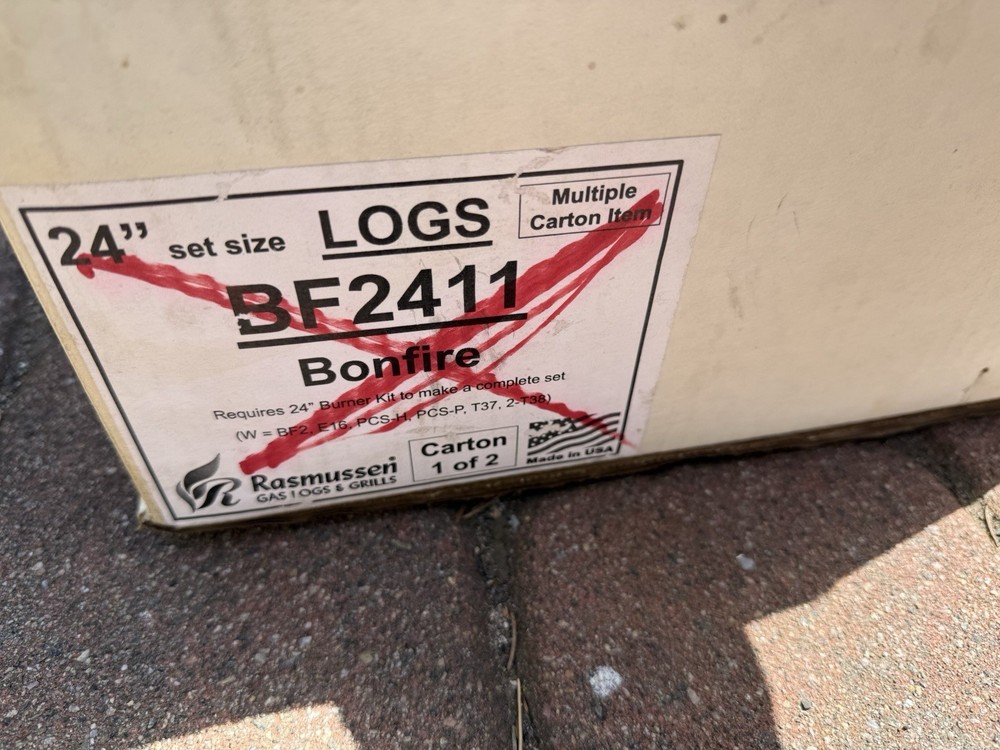 24” set size LOGS
Multiple
Carton Item
BF2411
Bonfire
Requires 24” Burner Kit to make a complete set
(W = BF2, E16, PCS-H, PCS-P, T37, 2-T38)
Rasmussen
GAS LOGS & GRILLS
Carton
1 of 2
Made in USA